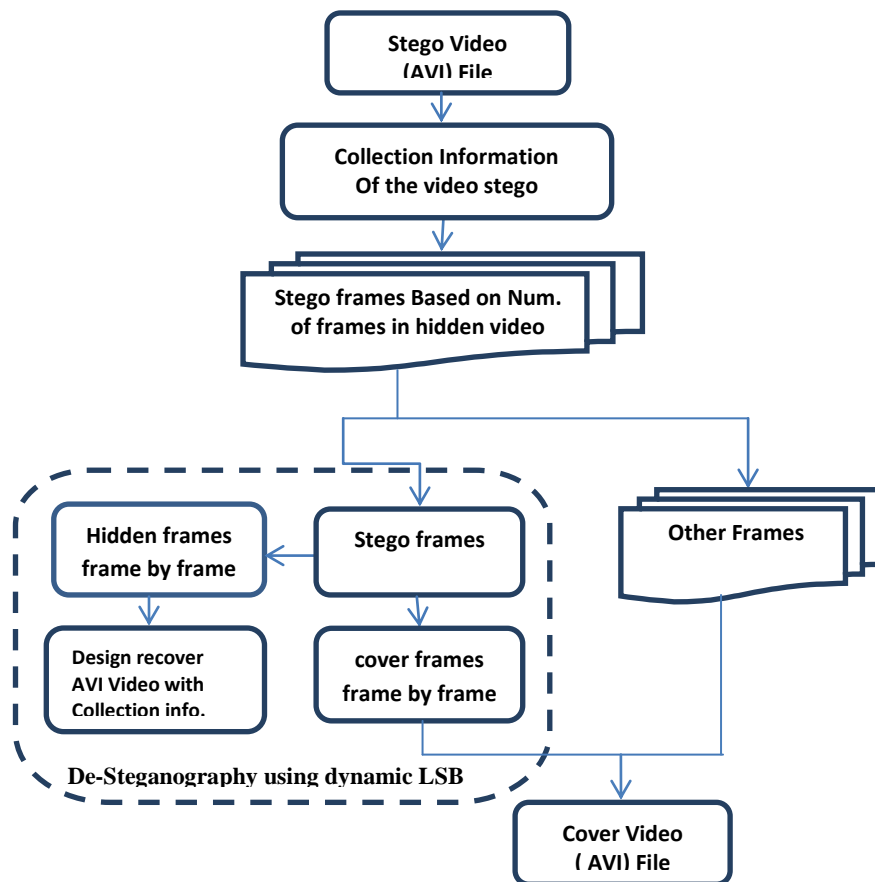 Stego Video
(AVI) File
Collection Information
Of the video stego
Stego frames Based on Num.
of frames in hidden video
Hidden frames
frame by frame
Stego frames
Other Frames
Design recover
AVI Video with
Collection info.
cover frames
frame by frame
De-Steganography using dynamic LSB
Cover Video
( AVI) File